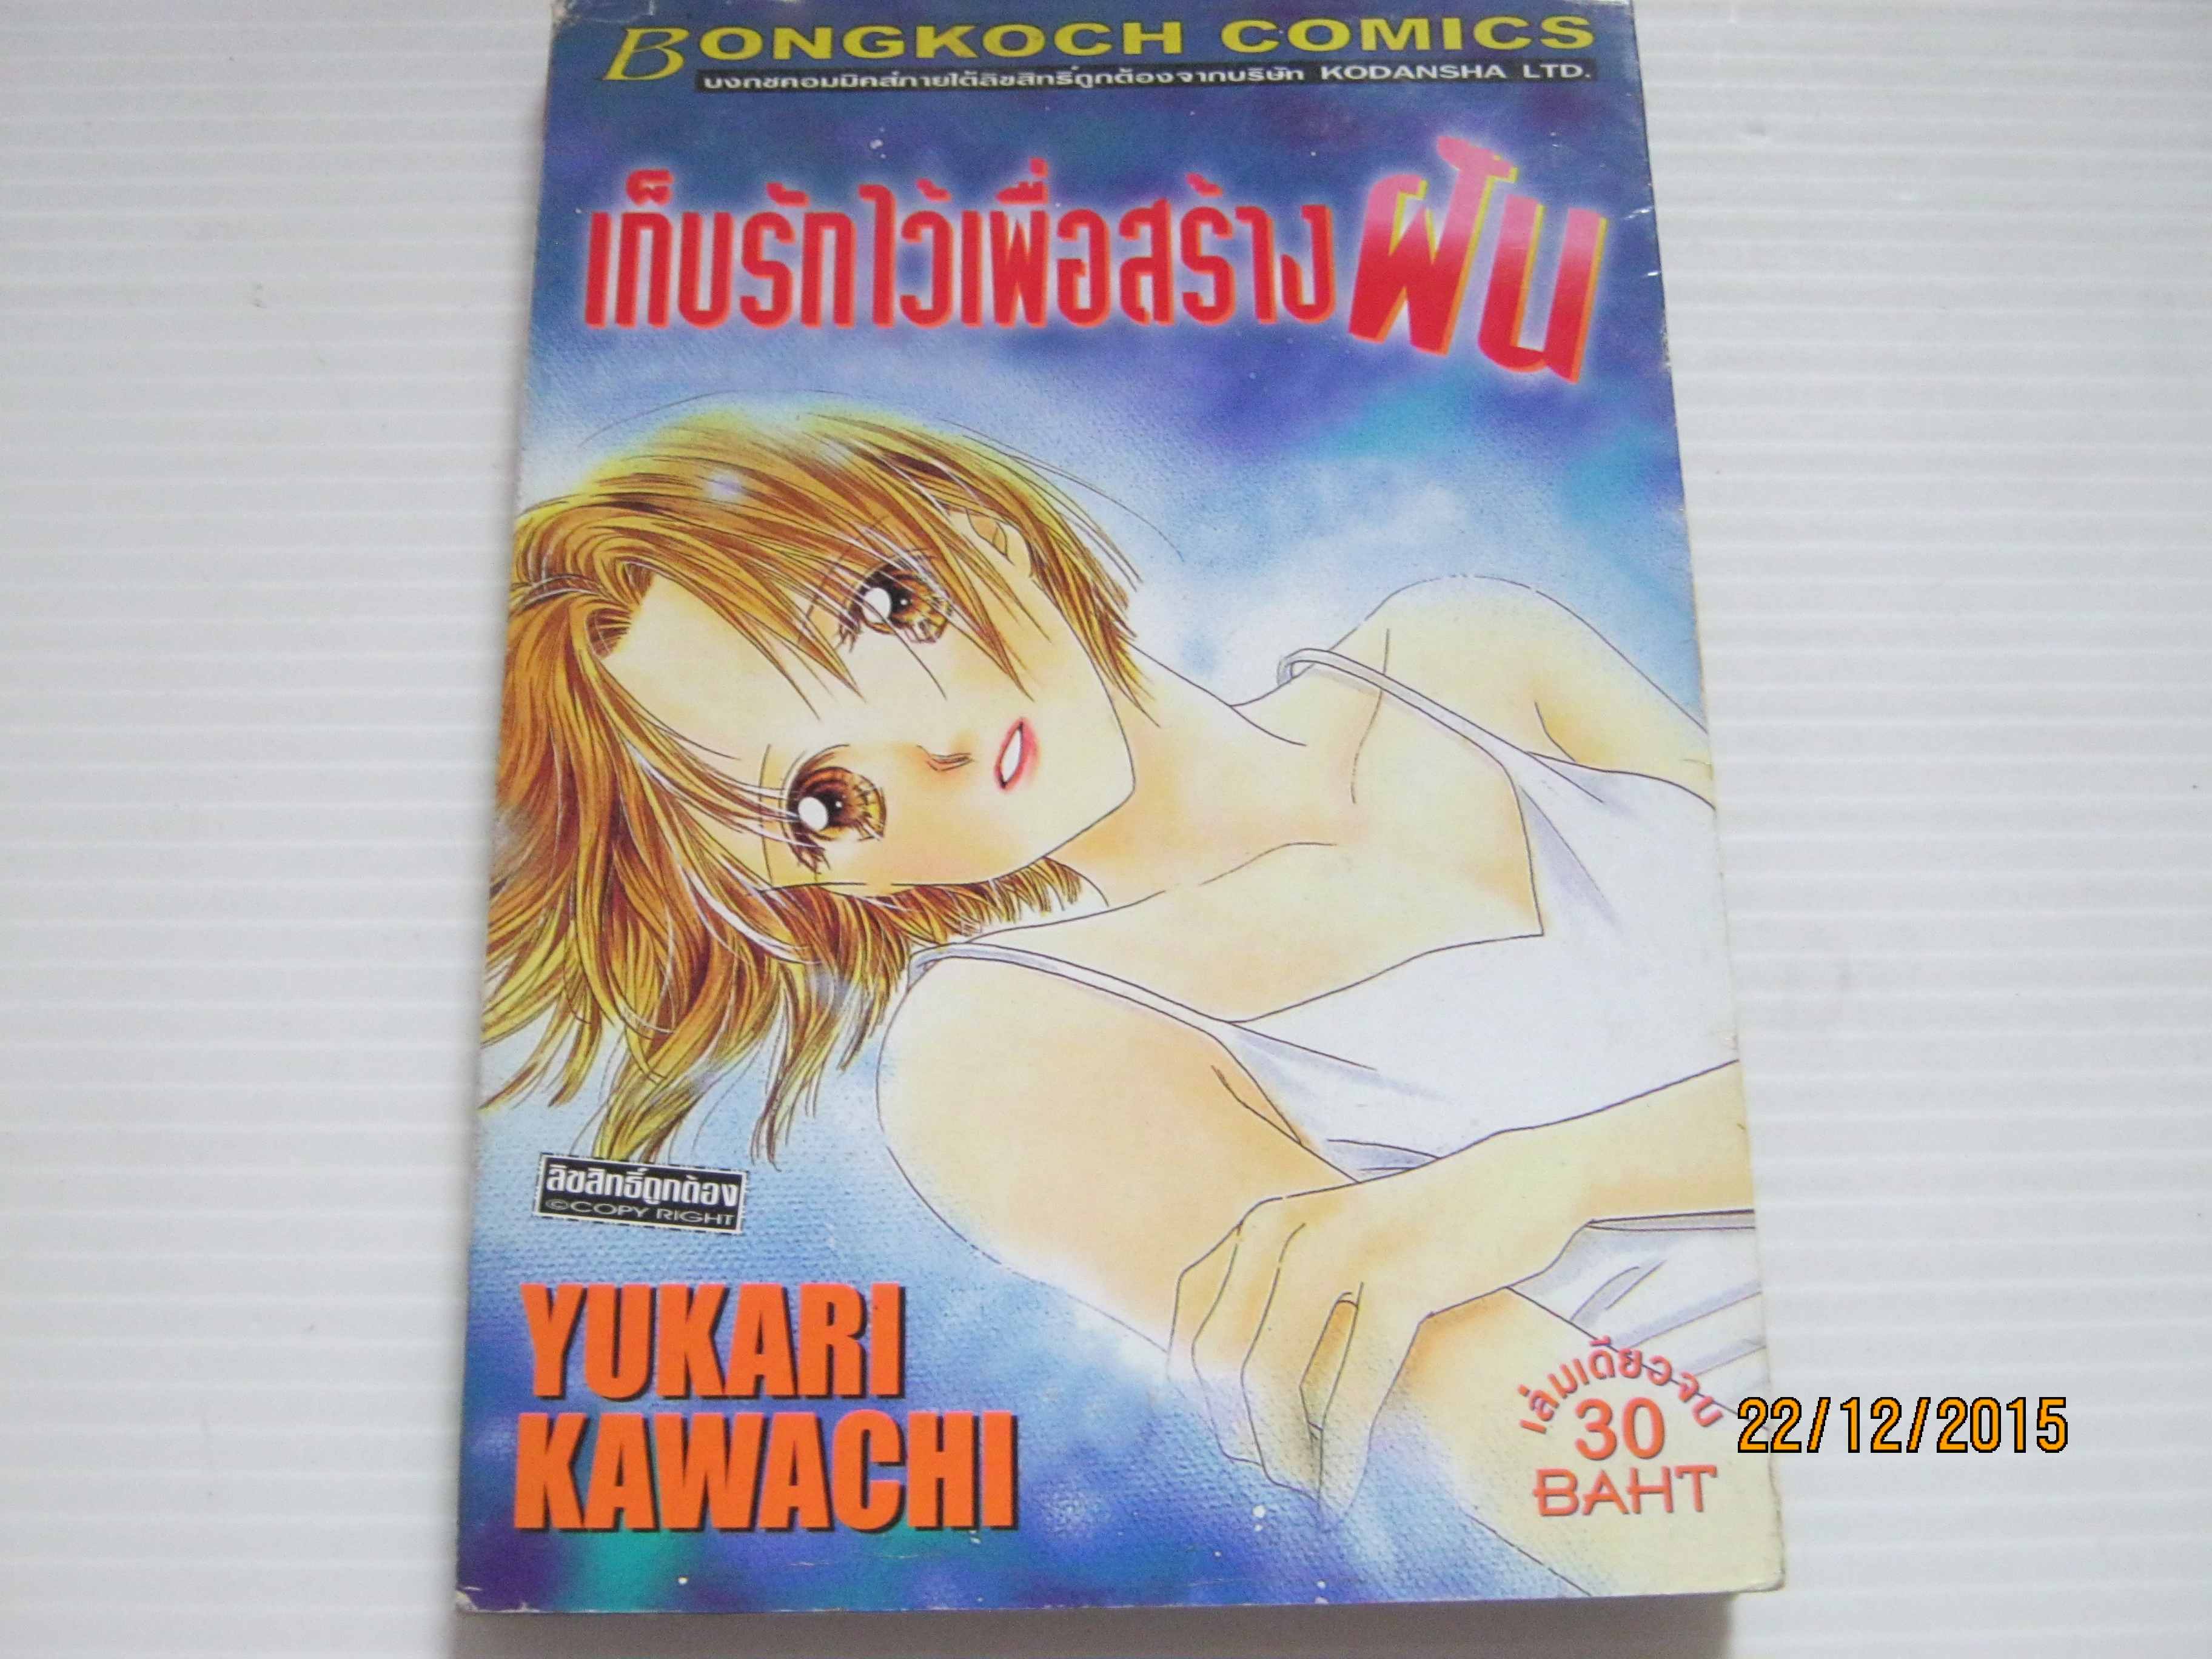 BONGKOCH COMICS
บงกชคอมมิคส์ภายใต้ลิขสิทธิ์ถูกต้องจากบริษัท KODANSHA LTD.
เก็บรักไว้เพื่อสร้างฝัน
ลิขสิทธิ์ถูกต้อง
©COPY RIGHT
YUKARI
KAWACHI
เล่มเดียวจบ
30
BAHT
22/12/2015